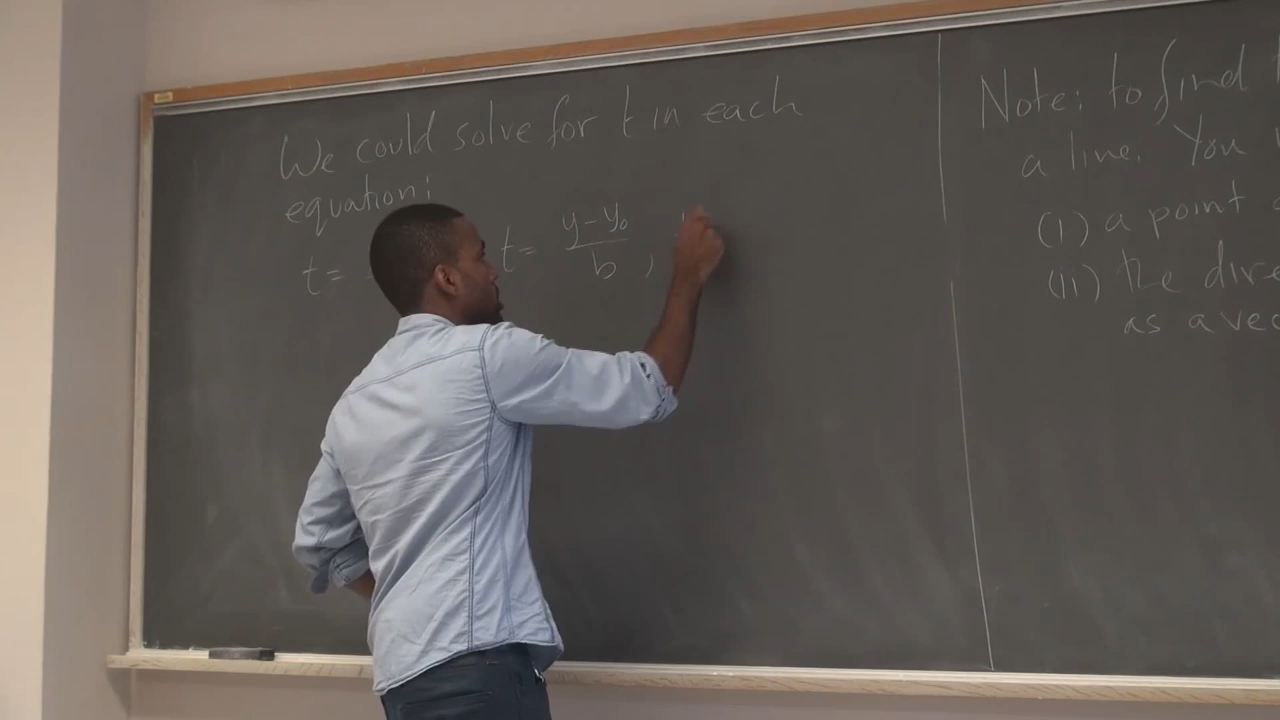 We could solve for t in each
equation:
t = t = y - y₀ / b ,
Note: to find
a line. You
(i) a point
(ii) the dire
as a vec